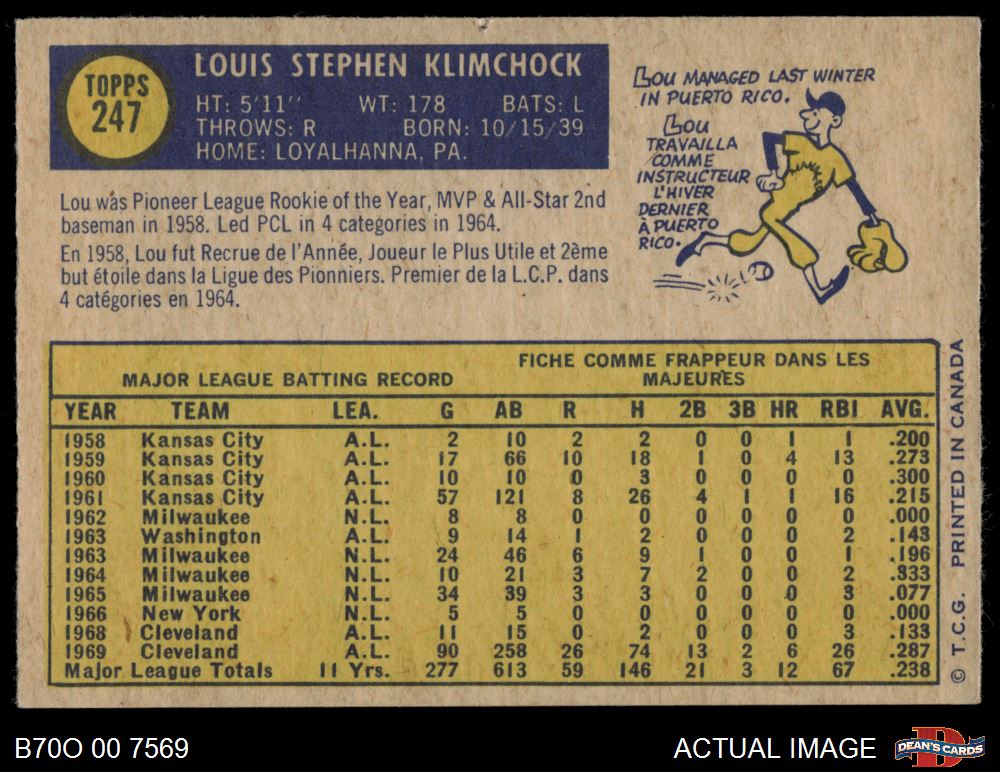 TOPPS
247
LOUIS STEPHEN KLIMCHOCK
HT: 5'11'' WT: 178 BATS: L
THROWS: R BORN: 10/15/39
HOME: LOYALHANNA, PA.
Lou was Pioneer League Rookie of the Year, MVP & All-Star 2nd
baseman in 1958. Led PCL in 4 categories in 1964.
En 1958, Lou fut Recrue de l'Année, Joueur le Plus Utile et 2ème
but étoile dans la Ligue des Pionniers. Premier de la L.C.P. dans
4 catégories en 1964.
LOU MANAGED LAST WINTER
IN PUERTO RICO.
LOU
TRAVAILLA
COMME
INSTRUCTEUR
L'HIVER
DERNIER
À PUERTO
RICO.
MAJOR LEAGUE BATTING RECORD
FICHE COMME FRAPPEUR DANS LES
MAJEURES
YEAR TEAM LEA. G AB R H 2B 3B HR RBI AVG.
1958 Kansas City A.L. 2 10 2 2 0 0 1 1 .200
1959 Kansas City A.L. 17 66 10 18 1 0 4 13 .273
1960 Kansas City A.L. 10 10 0 3 0 0 0 0 .300
1961 Kansas City A.L. 57 121 8 26 4 1 1 16 .215
1962 Milwaukee N.L. 8 8 0 0 0 0 0 0 .000
1963 Washington A.L. 9 14 1 2 0 0 0 2 .143
1963 Milwaukee N.L. 24 46 6 9 1 0 0 1 .196
1964 Milwaukee N.L. 10 21 3 7 2 0 0 2 .333
1965 Milwaukee N.L. 34 39 3 3 0 0 0 3 .077
1966 New York N.L. 5 5 0 0 0 0 0 0 .000
1968 Cleveland A.L. 11 15 0 2 0 0 0 3 .133
1969 Cleveland A.L. 90 258 26 74 13 2 6 26 .287
Major League Totals 11 Yrs. 277 613 59 146 21 3 12 67 .238
© T.C.G. PRINTED IN CANADA
B70O 00 7569
ACTUAL IMAGE
D
DEAN'S CARDS